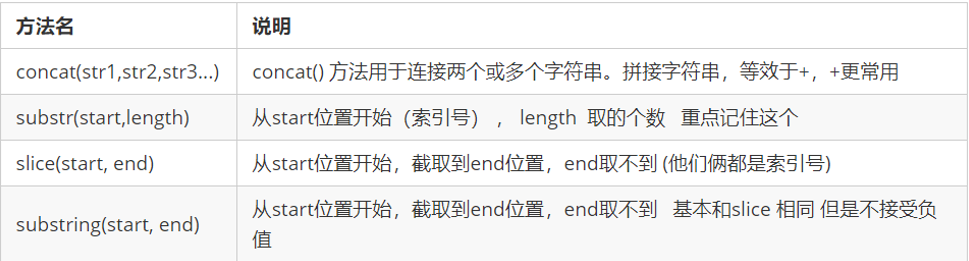 方法名 说明
concat(str1,str2,str3...) concat() 方法用于连接两个或多个字符串。拼接字符串，等效于+，+更常用
substr(start,length) 从start位置开始（索引号） ， length 取的个数 重点记住这个
slice(start, end) 从start位置开始，截取到end位置，end取不到 (他们俩都是索引号)
substring(start, end) 从start位置开始，截取到end位置，end取不到 基本和slice 相同 但是不接受负
值